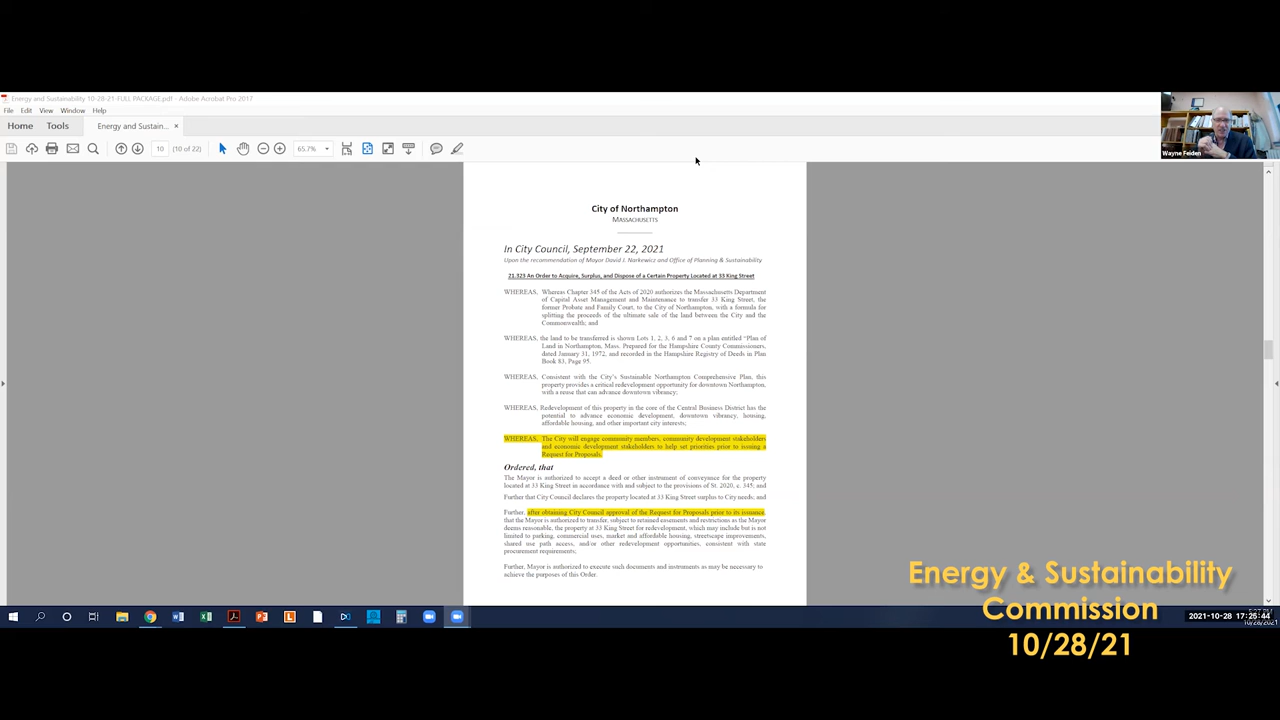 Energy and Sustainability 10-28-21-FULL PACKAGE.pdf - Adobe Acrobat Pro 2017
File Edit View Window Help
Home Tools Energy and Sustain... ×
10 (10 of 22) 65.7%
Wayne Feiden
City of Northampton
MASSACHUSETTS
In City Council, September 22, 2021
Upon the recommendation of Mayor David J. Narkewicz and Office of Planning & Sustainability
21.323 An Order to Acquire, Surplus, and Dispose of a Certain Property Located at 33 King Street
WHEREAS, Whereas Chapter 345 of the Acts of 2020 authorizes the Massachusetts Department
of Capital Asset Management and Maintenance to transfer 33 King Street, the
former Probate and Family Court, to the City of Northampton, with a formula for
splitting the proceeds of the ultimate sale of the land between the City and the
Commonwealth; and
WHEREAS, the land to be transferred is shown Lots 1, 2, 3, 6 and 7 on a plan entitled “Plan of
Land in Northampton, Mass. Prepared for the Hampshire County Commissioners,
dated January 31, 1972, and recorded in the Hampshire Registry of Deeds in Plan
Book 83, Page 95.
WHEREAS, Consistent with the City's Sustainable Northampton Comprehensive Plan, this
property provides a critical redevelopment opportunity for downtown Northampton,
with a reuse that can advance downtown vibrancy;
WHEREAS, Redevelopment of this property in the core of the Central Business District has the
potential to advance economic development, downtown vibrancy, housing,
affordable housing, and other important city interests;
WHEREAS, The City will engage community members, community development stakeholders
and economic development stakeholders to help set priorities prior to issuing a
Request for Proposals.
Ordered, that
The Mayor is authorized to accept a deed or other instrument of conveyance for the property
located at 33 King Street in accordance with and subject to the provisions of St. 2020, c. 345; and
Further that City Council declares the property located at 33 King Street surplus to City needs; and
Further, after obtaining City Council approval of the Request for Proposals prior to its issuance,
that the Mayor is authorized to transfer, subject to retained easements and restrictions as the Mayor
deems reasonable, the property at 33 King Street for redevelopment, which may include but is not
limited to parking, commercial uses, market and affordable housing, streetscape improvements,
shared use path access, and/or other redevelopment opportunities, consistent with state
procurement requirements;
Further, Mayor is authorized to execute such documents and instruments as may be necessary to
achieve the purposes of this Order.
Energy & Sustainability
Commission
10/28/21
2021-10-28 17:26:44